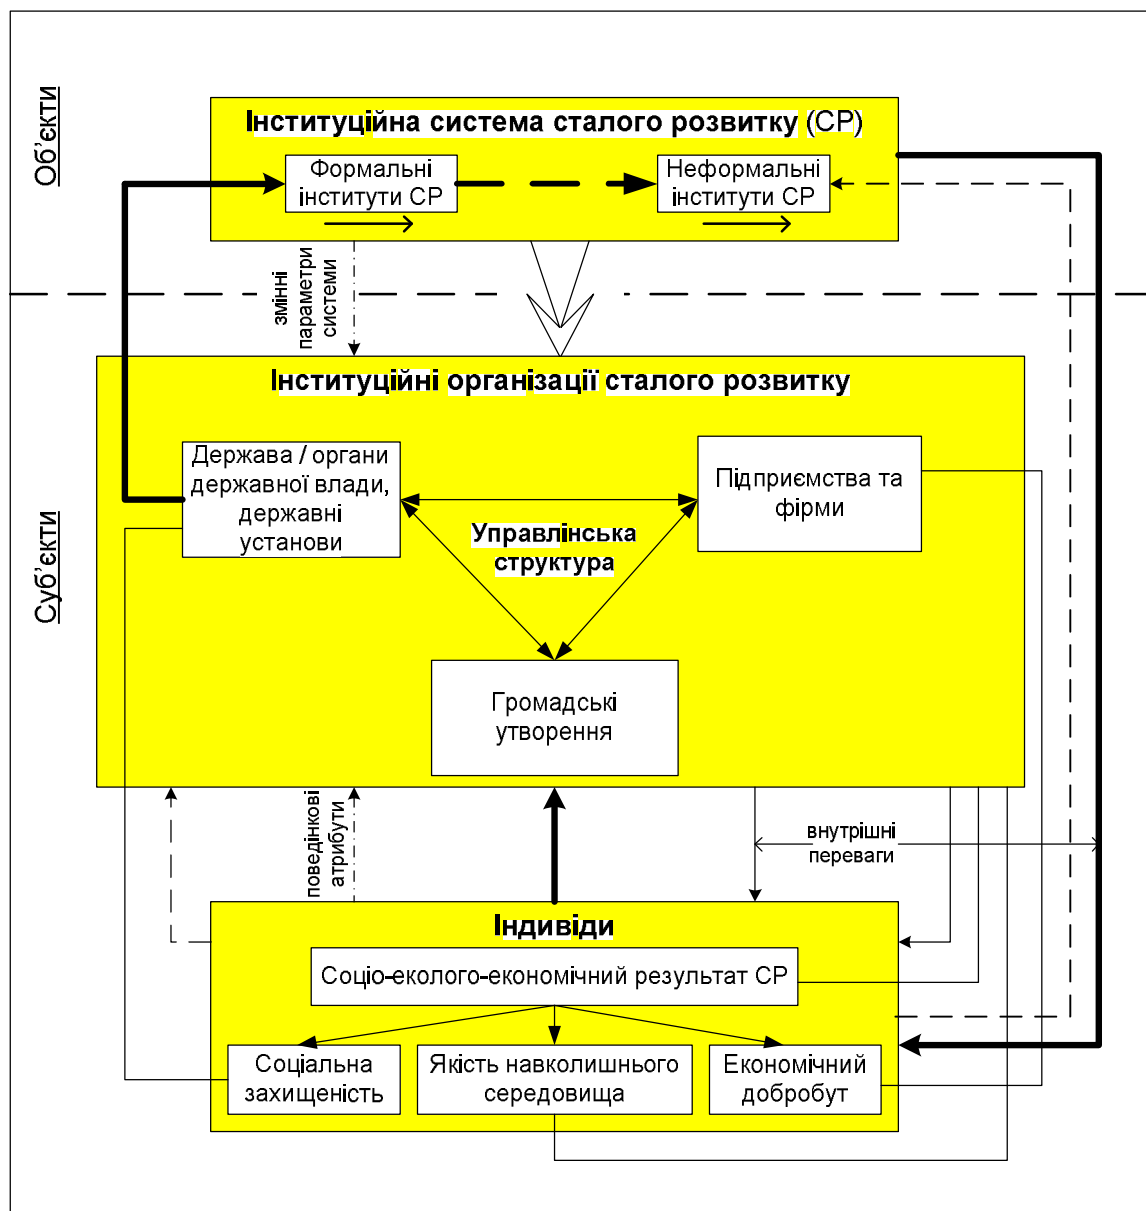 Об'єкти
Інституційна система сталого розвитку (СР)
Формальні
інститути СР
Неформальні
інститути СР
змінні
параметри
системи
Суб'єкти
Інституційні організації сталого розвитку
Держава / органи
державної влади,
державні
установи
Підприємства та
фірми
Управлінська
структура
Громадські
утворення
поведінкові
атрибути
внутрішні
переваги
Індивіди
Соціо-еколого-економічний результат СР
Соціальна
захищеність
Якість навколишнього
середовища
Економічний
добробут